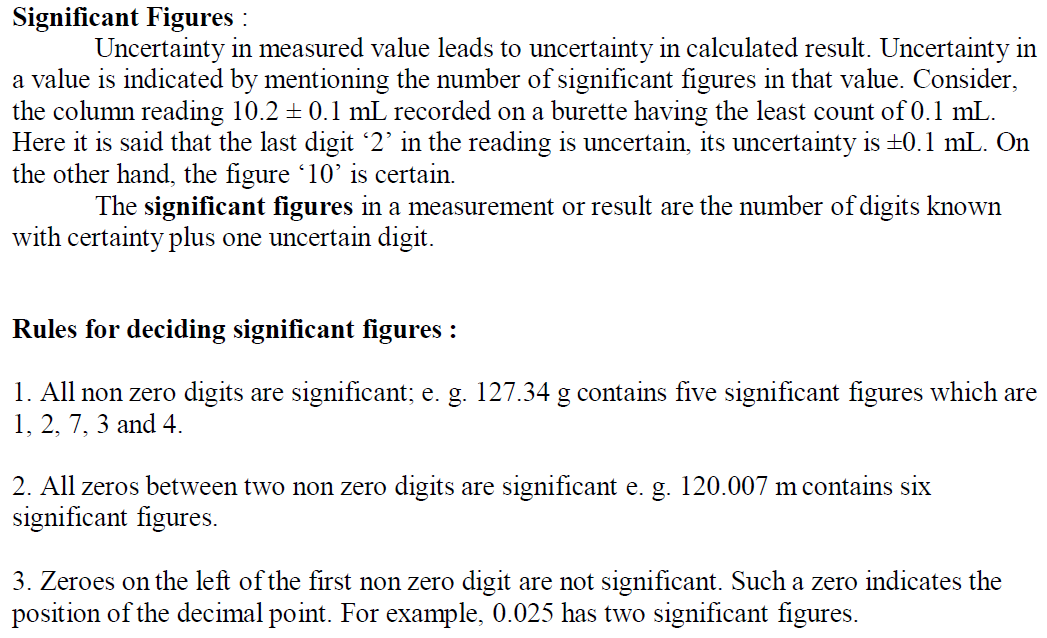 Significant Figures :
Uncertainty in measured value leads to uncertainty in calculated result. Uncertainty in
a value is indicated by mentioning the number of significant figures in that value. Consider,
the column reading 10.2 ± 0.1 mL recorded on a burette having the least count of 0.1 mL.
Here it is said that the last digit ‘2’ in the reading is uncertain, its uncertainty is ±0.1 mL. On
the other hand, the figure ‘10’ is certain.
The significant figures in a measurement or result are the number of digits known
with certainty plus one uncertain digit.
Rules for deciding significant figures :
1. All non zero digits are significant; e. g. 127.34 g contains five significant figures which are
1, 2, 7, 3 and 4.
2. All zeros between two non zero digits are significant e. g. 120.007 m contains six
significant figures.
3. Zeroes on the left of the first non zero digit are not significant. Such a zero indicates the
position of the decimal point. For example, 0.025 has two significant figures.